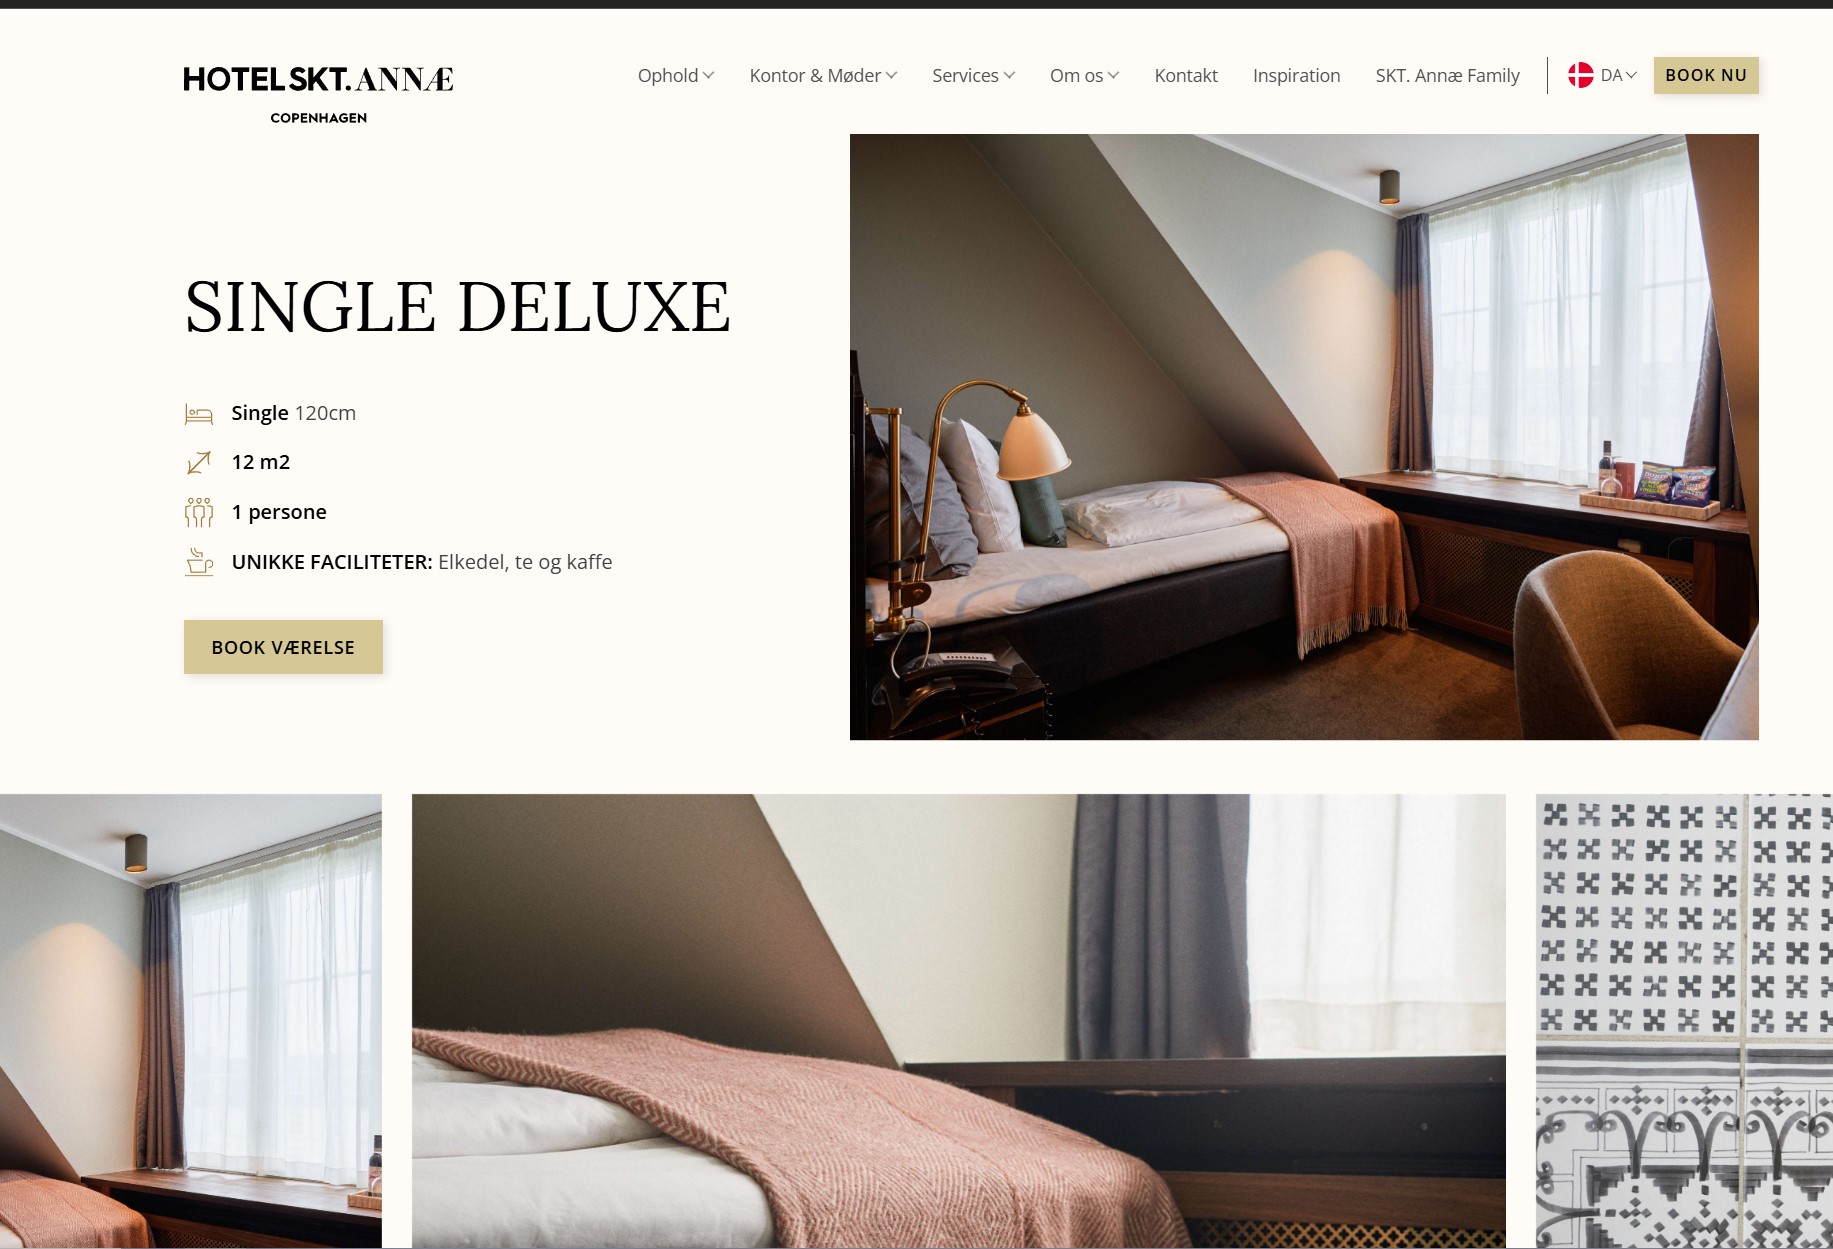 HOTEL SKT. ANNÆ
COPENHAGEN
Ophold
Kontor & Møder
Services
Om os
Kontakt
Inspiration
SKT. Annæ Family
DA
BOOK NU
SINGLE DELUXE
Single 120cm
12 m2
1 persone
UNIKKE FACILITETER: Elkedel, te og kaffe
BOOK VÆRELSE